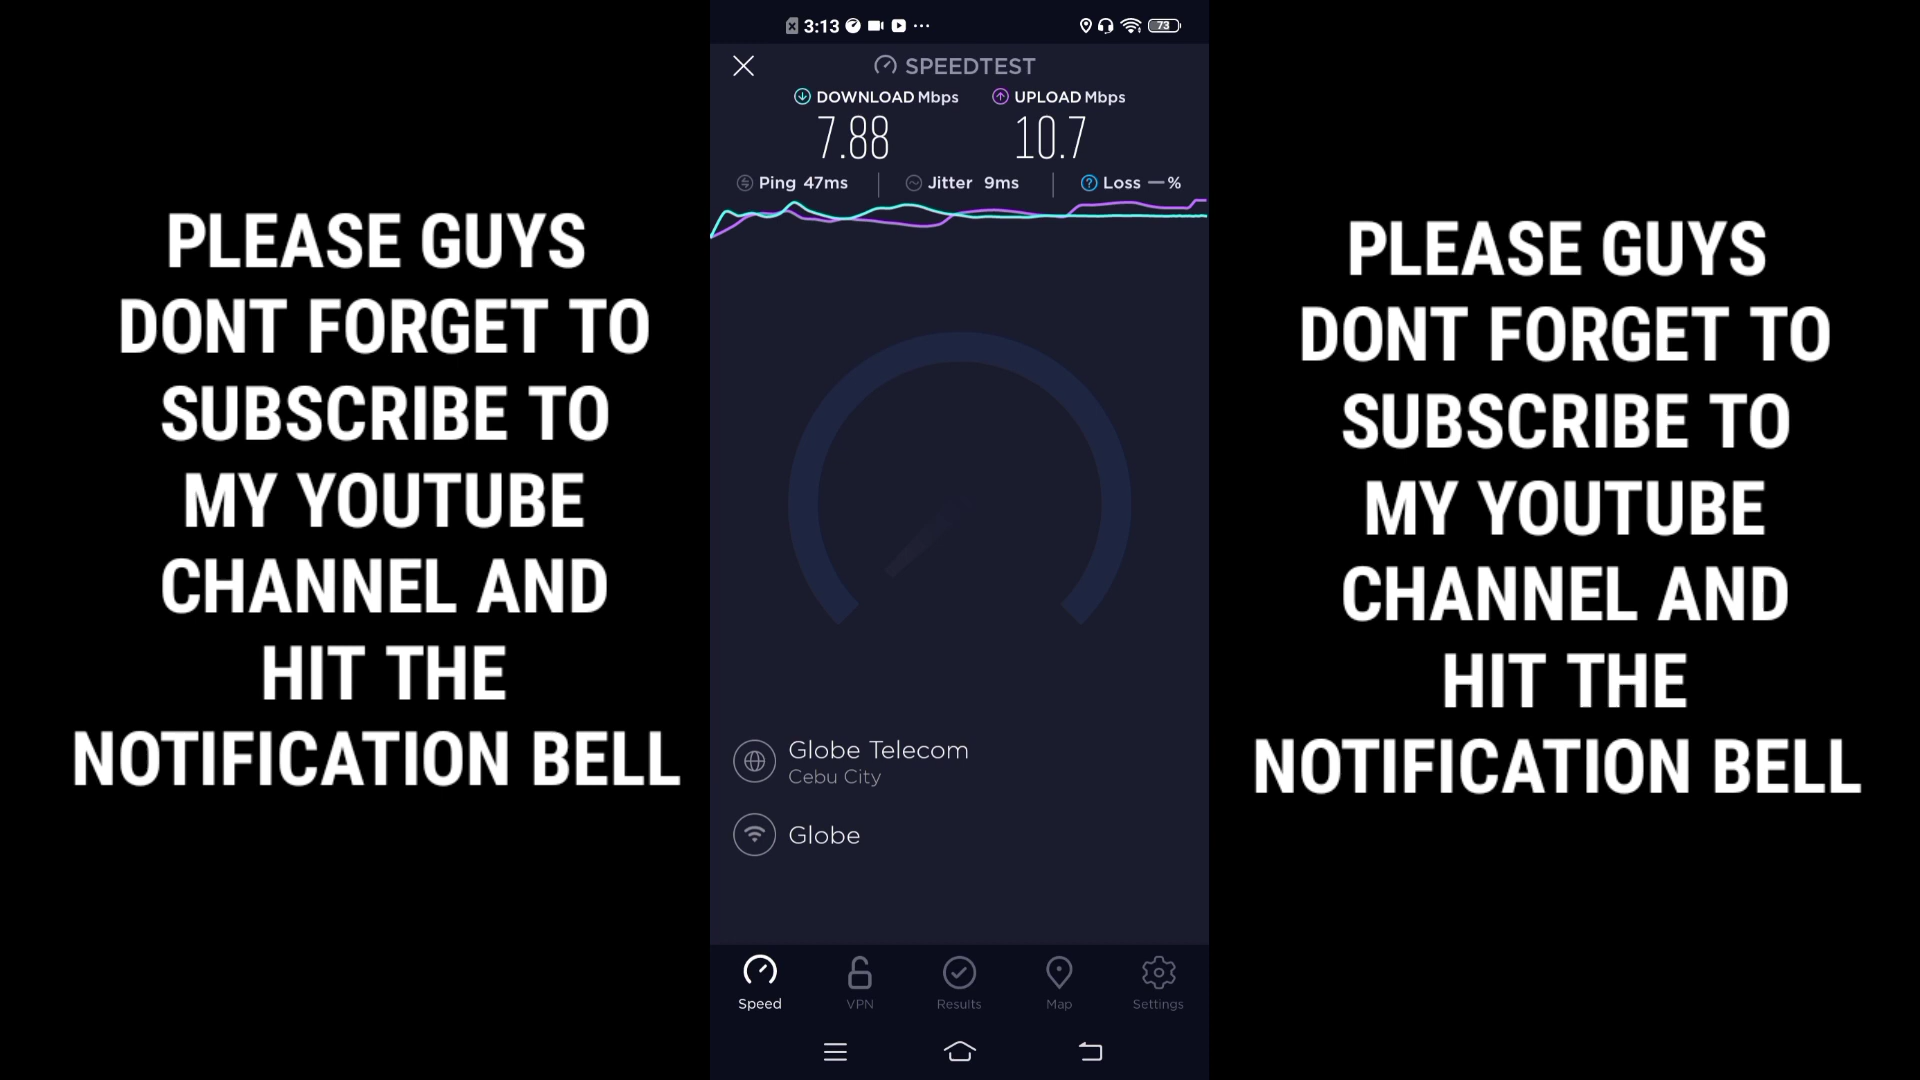 PLEASE GUYS
DONT FORGET TO
SUBSCRIBE TO
MY YOUTUBE
CHANNEL AND
HIT THE
NOTIFICATION BELL
3:13
73
SPEEDTEST
DOWNLOAD Mbps
7.88
UPLOAD Mbps
10.7
Ping 47ms
Jitter 9ms
Loss —%
Globe Telecom
Cebu City
Globe
Speed
VPN
Results
Map
Settings
PLEASE GUYS
DONT FORGET TO
SUBSCRIBE TO
MY YOUTUBE
CHANNEL AND
HIT THE
NOTIFICATION BELL